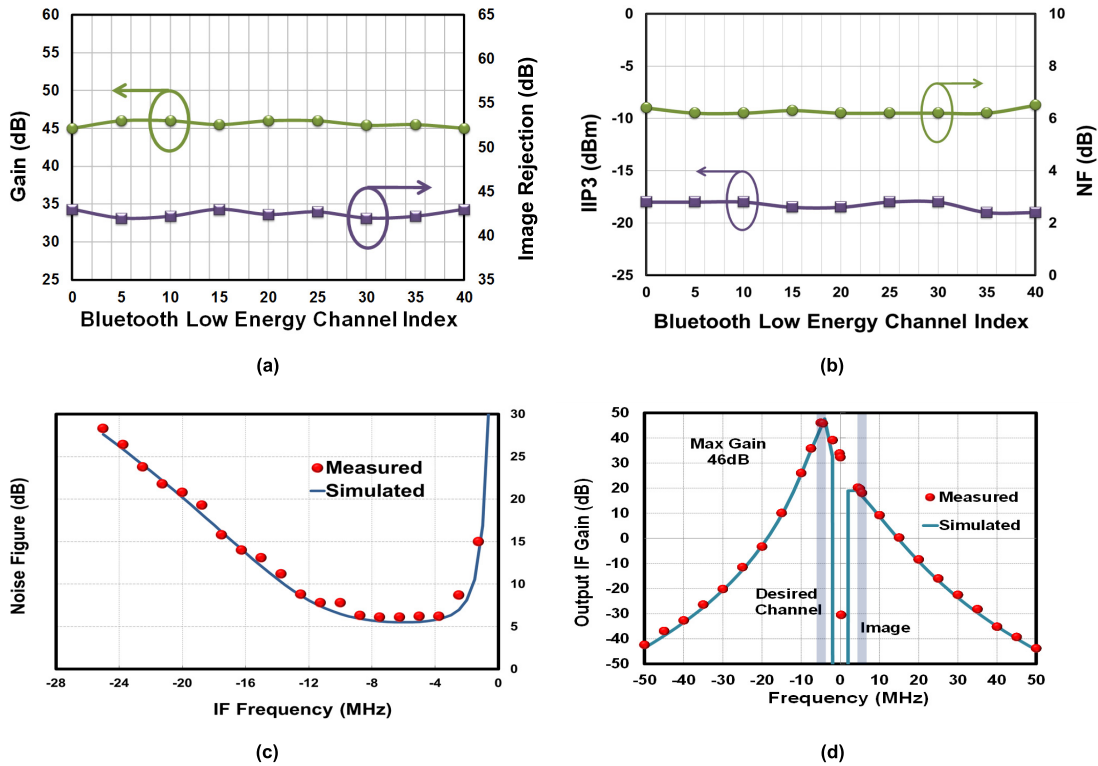 60
55
50
45
40
35
30
25
Gain (dB)
65
60
55
50
45
40
35
Image Rejection (dB)
0 5 10 15 20 25 30 35 40
Bluetooth Low Energy Channel Index
(a)
0
-5
-10
-15
-20
-25
IIP3 (dBm)
10
8
6
4
2
0
NF (dB)
0 5 10 15 20 25 30 35 40
Bluetooth Low Energy Channel Index
(b)
30
25
20
15
10
5
0
Noise Figure (dB)
Measured
Simulated
-28 -24 -20 -16 -12 -8 -4 0
IF Frequency (MHz)
(c)
50
40
30
20
10
0
-10
-20
-30
-40
-50
Output IF Gain (dB)
Max Gain
46dB
Measured
Simulated
Desired
Channel
Image
-50 -40 -30 -20 -10 0 10 20 30 40 50
Frequency (MHz)
(d)